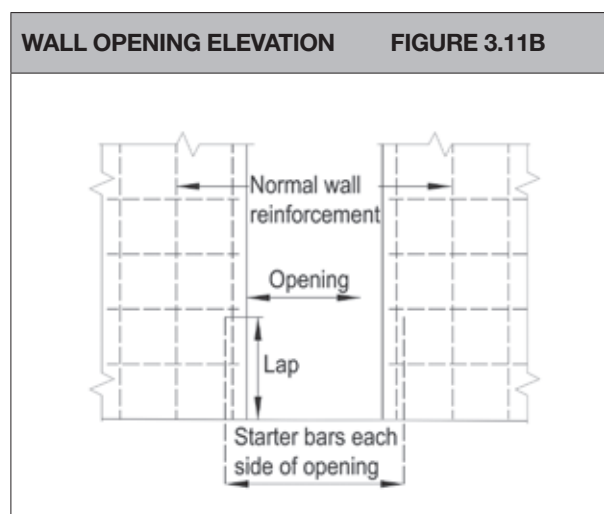 WALL OPENING ELEVATION FIGURE 3.11B
Normal wall
reinforcement
Opening
Lap
Starter bars each
side of opening